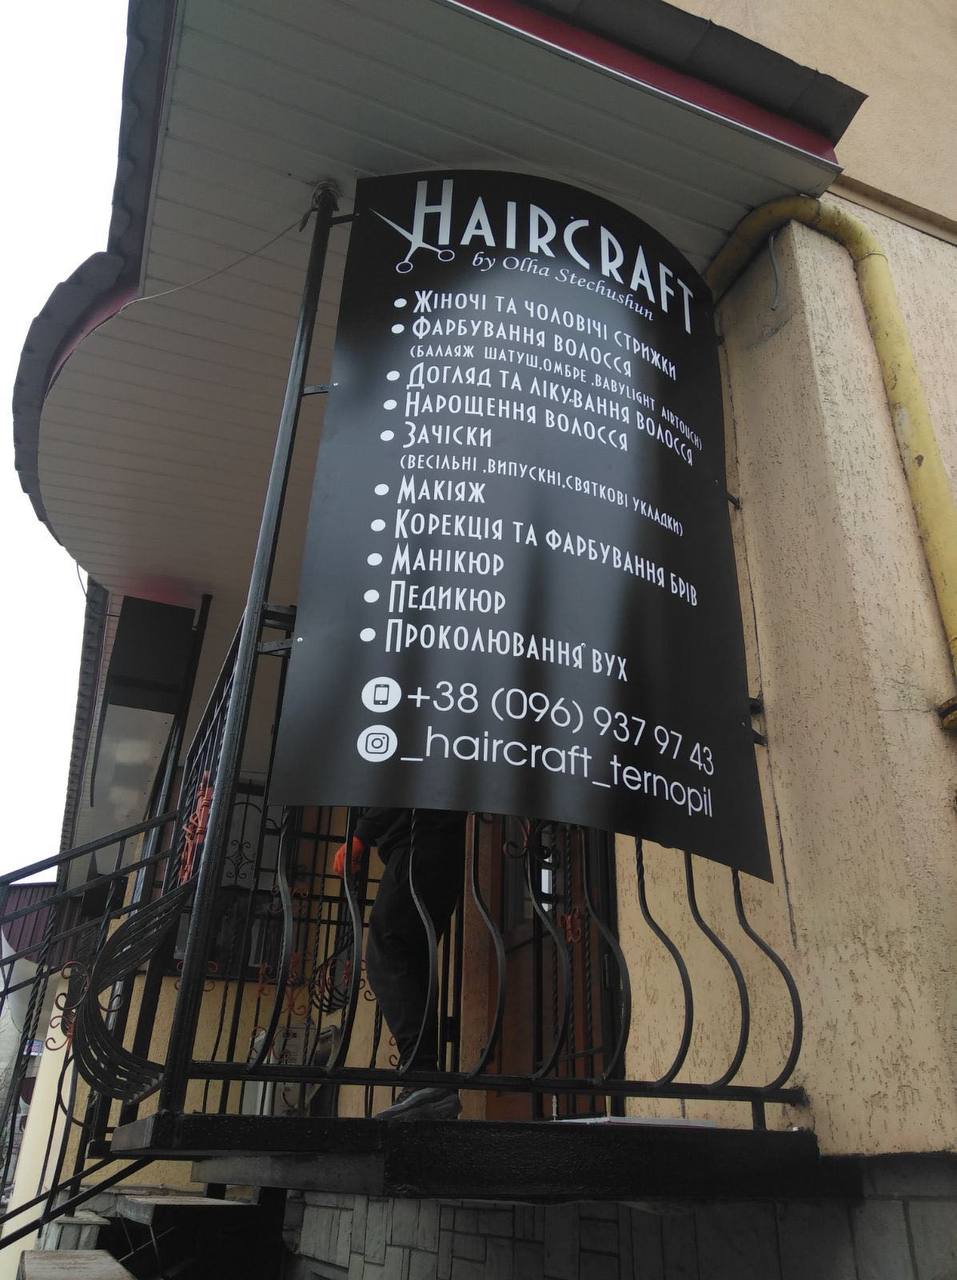 HAIRCRAFT
by Olha Stechushun
• ЖІНОЧІ ТА ЧОЛОВІЧІ СТРИЖКИ
• ФАРБУВАННЯ ВОЛОССЯ
(БАЛАЯЖ ШАТУШ,ОМБРЕ ,BABYLIGHT AIRTOUCH)
• ДОГЛЯД ТА ЛІКУВАННЯ ВОЛОССЯ
• НАРОЩЕННЯ ВОЛОССЯ
• ЗАЧІСКИ
(ВЕСІЛЬНІ ,ВИПУСКНІ,СВЯТКОВІ УКЛАДКИ)
• МАКІЯЖ
• КОРЕКЦІЯ ТА ФАРБУВАННЯ БРІВ
• МАНІКЮР
• ПЕДИКЮР
• ПРОКОЛЮВАННЯ ВУХ
+38 (096) 937 97 43
_haircraft_ternopil